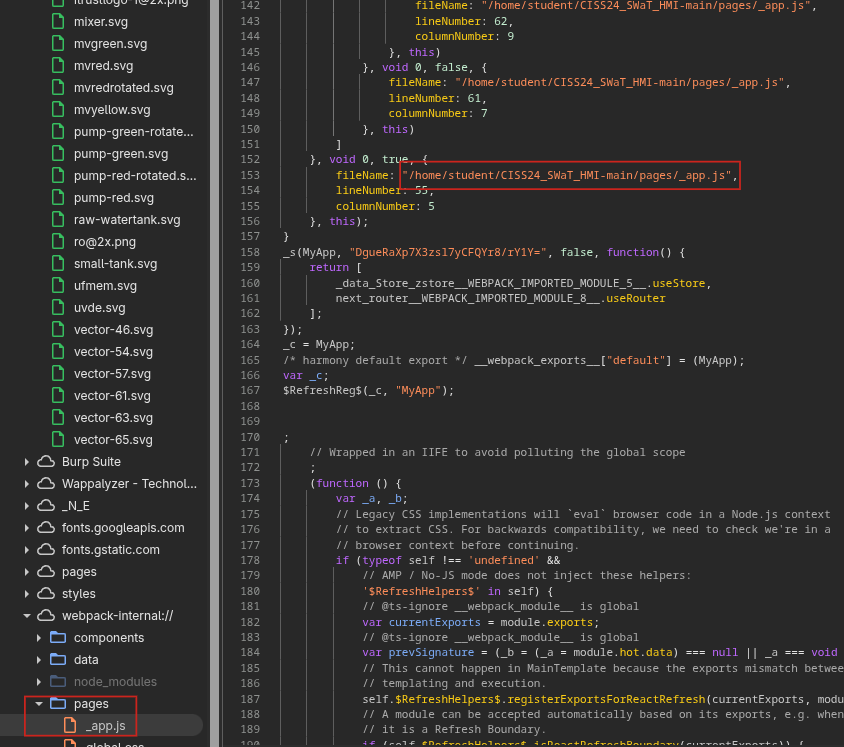 mixer.svg
mvgreen.svg
mvred.svg
mvredrotated.svg
mvyellow.svg
pump-green-rotate...
pump-green.svg
pump-red-rotated.s...
pump-red.svg
raw-watertank.svg
ro@2x.png
small-tank.svg
ufmem.svg
uvde.svg
vector-46.svg
vector-54.svg
vector-57.svg
vector-61.svg
vector-63.svg
vector-65.svg
Burp Suite
Wappalyzer - Technol...
_N_E
fonts.googleapis.com
fonts.gstatic.com
pages
styles
webpack-internal://
components
data
node_modules
pages
_app.js
global.css
142 fileName: "/home/student/CISS24_SWaT_HMI-main/pages/_app.js",
143 lineNumber: 62,
144 columnNumber: 9
145 }, this)
146 }, void 0, false, {
147 fileName: "/home/student/CISS24_SWaT_HMI-main/pages/_app.js",
148 lineNumber: 61,
149 columnNumber: 7
150 }, this)
151 ]
152 }, void 0, true, {
153 fileName: "/home/student/CISS24_SWaT_HMI-main/pages/_app.js",
154 lineNumber: 55,
155 columnNumber: 5
156 }, this);
157 }
158 _s(MyApp, "DgueRaXp7X3zsl7yCFQYr8/rY1Y=", false, function() {
159 return [
160 _data_Store_zstore__WEBPACK_IMPORTED_MODULE_5__.useStore,
161 next_router__WEBPACK_IMPORTED_MODULE_8__.useRouter
162 ];
163 });
164 _c = MyApp;
165 /* harmony default export */ __webpack_exports__["default"] = (MyApp);
166 var _c;
167 $RefreshReg$(_c, "MyApp");
168
169
170 ;
171 // Wrapped in an IIFE to avoid polluting the global scope
172 ;
173 (function () {
174 var _a, _b;
175 // Legacy CSS implementations will `eval` browser code in a Node.js context
176 // to extract CSS. For backwards compatibility, we need to check we're in a
177 // browser context before continuing.
178 if (typeof self !== 'undefined' &&
179 // AMP / No-JS mode does not inject these helpers:
180 '$RefreshHelpers$' in self) {
181 // @ts-ignore __webpack_module__ is global
182 var currentExports = module.exports;
183 // @ts-ignore __webpack_module__ is global
184 var prevSignature = (_b = (_a = module.hot.data) === null || _a === void
185 // This cannot happen in MainTemplate because the exports mismatch betwee
186 // templating and execution.
187 self.$RefreshHelpers$.registerExportsForReactRefresh(currentExports, modu
188 // A module can be accepted automatically based on its exports, e.g. when
189 // it is a Refresh Boundary.
190 if (self.$RefreshHelpers$.isReactRefreshBoundary(currentExports)) {